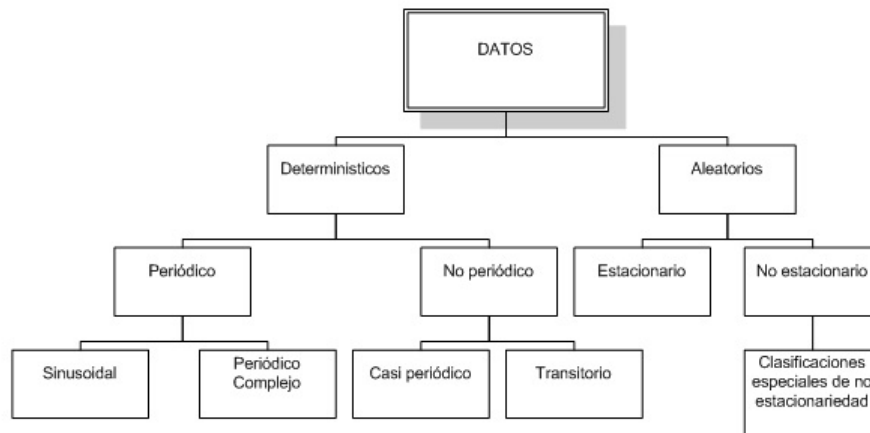 DATOS
Deterministicos
Aleatorios
Periódico
No periódico
Estacionario
No estacionario
Sinusoidal
Periódico
Complejo
Casi periódico
Transitorio
Clasificaciones
especiales de no
estacionariedad